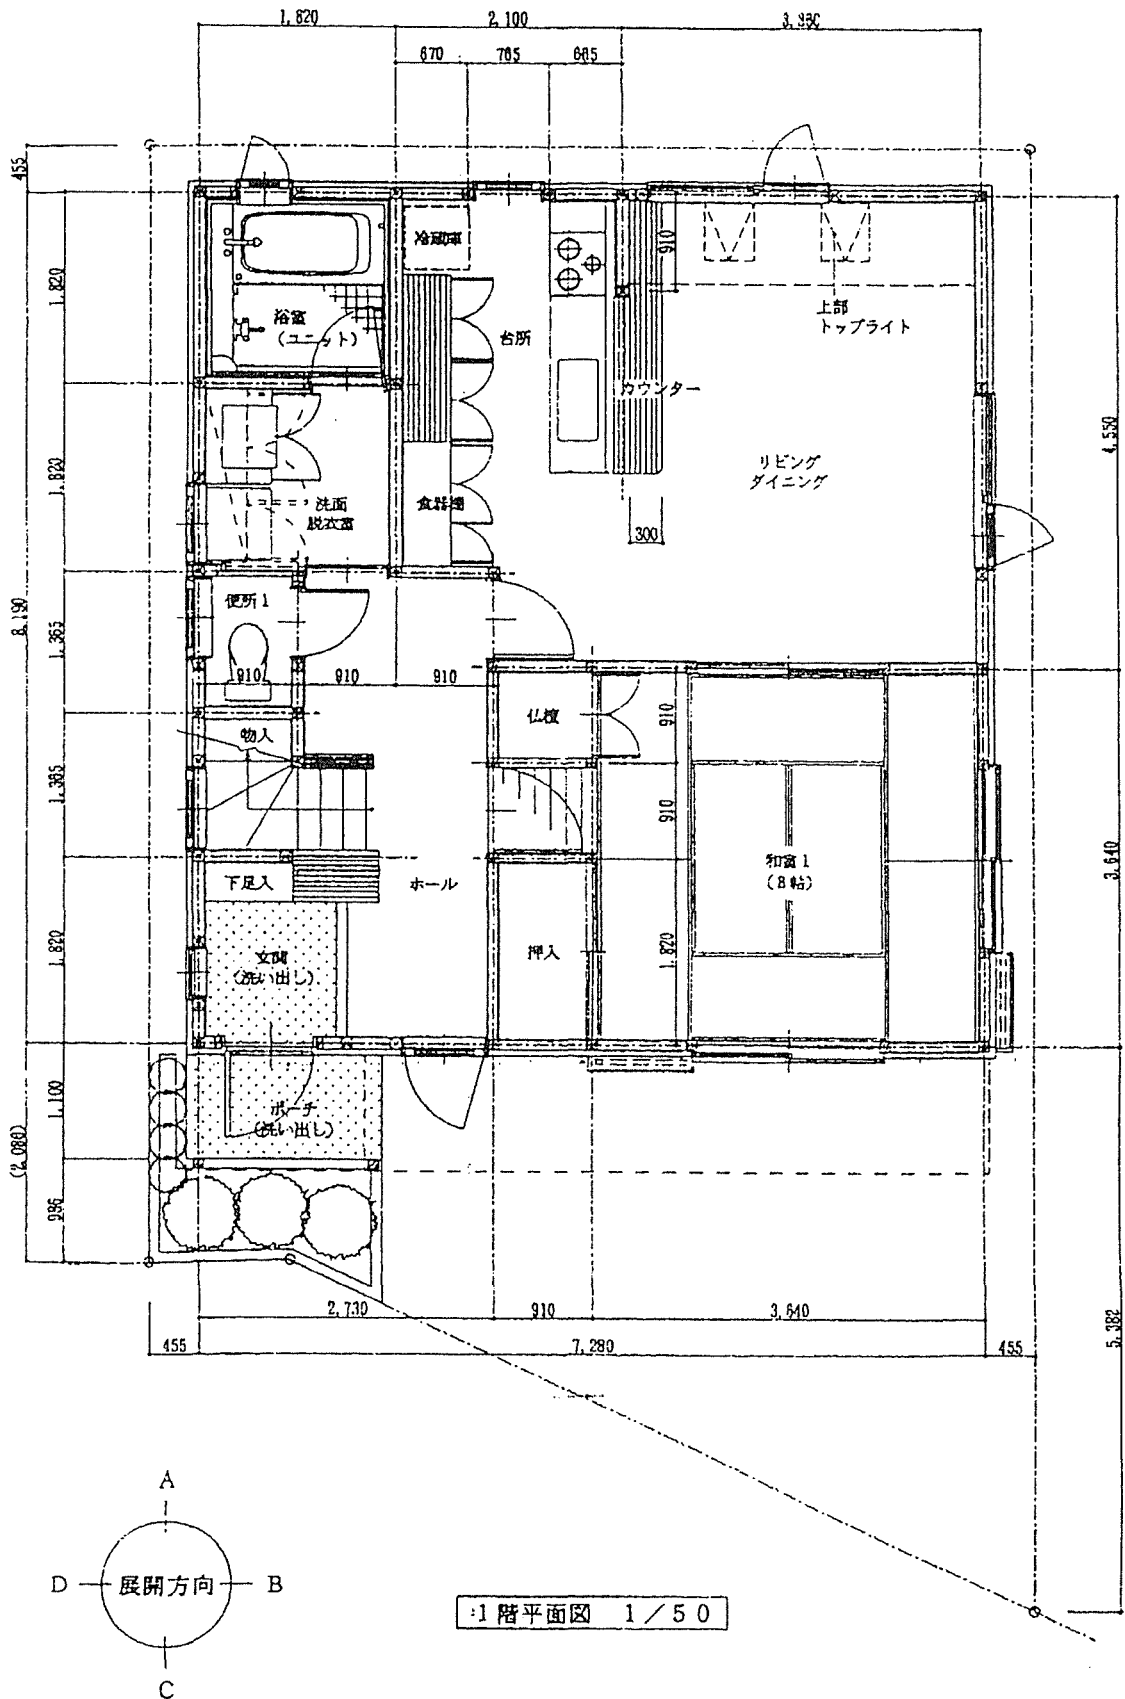 1,820
2,100
3,360
670
765
665
455
冷蔵庫
910
1,820
浴室
(ユニット)
台所
上部
トップライト
カウンター
4,550
リビング
ダイニング
1,820
洗面
脱衣室
食器棚
300
8,190
便所1
1,365
910
910
910
仏壇
910
物入
1,365
910
下足入
ホール
和室1
(8帖)
3,640
1,820
玄関
(洗い出し)
押入
1,820
1,100
ポーチ
(洗い出し)
(2,080)
2,730
910
3,640
455
7,280
455
5,382
A
D
展開方向
B
C
1階平面図 1/50